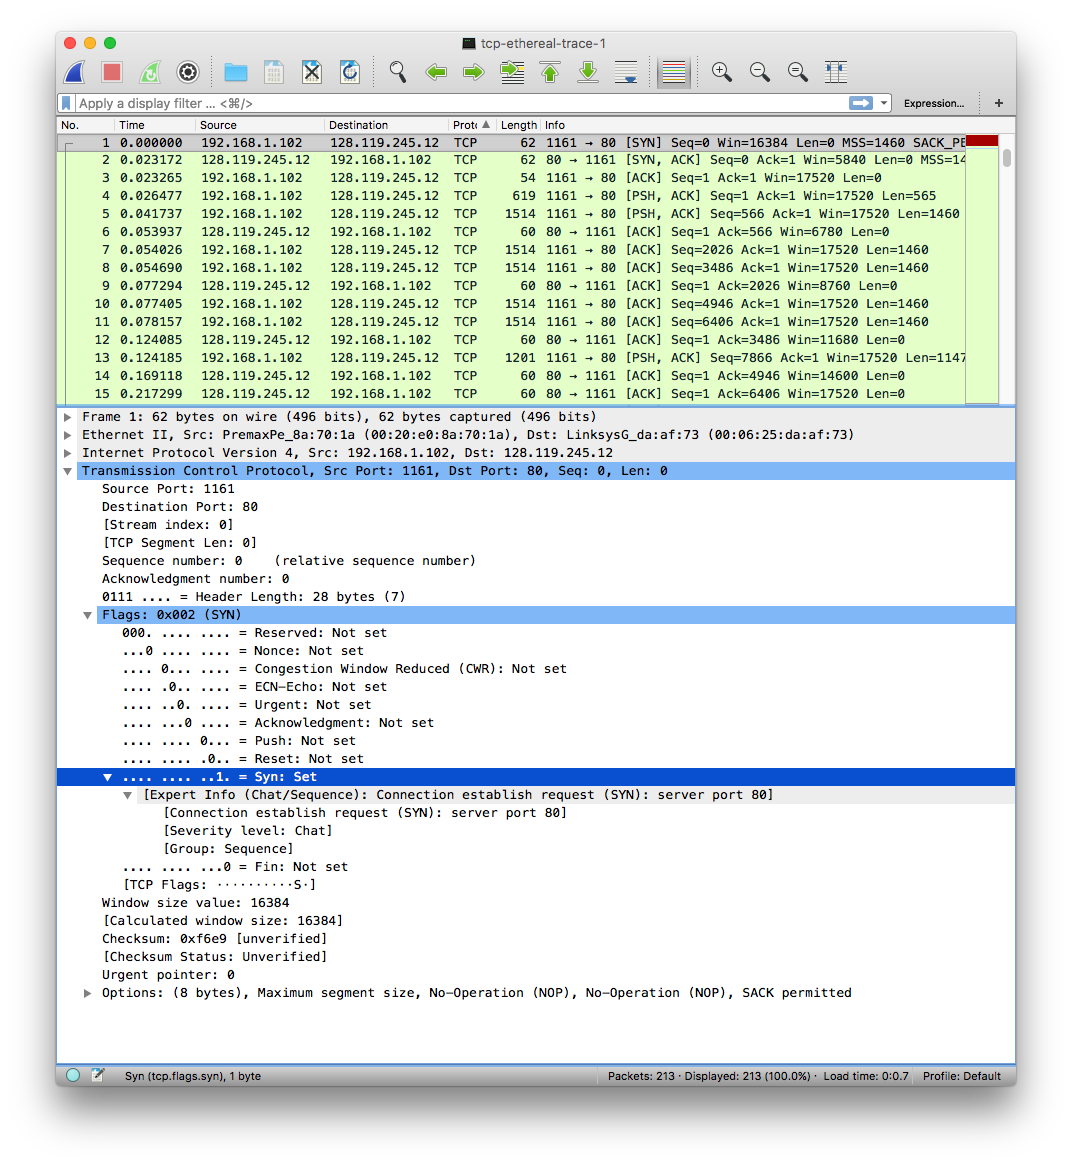 tcp-ethereal-trace-1
Apply a display filter ... <⌘/>
Expression...
+
No. Time Source Destination Protc Length Info
1 0.000000 192.168.1.102 128.119.245.12 TCP 62 1161 → 80 [SYN] Seq=0 Win=16384 Len=0 MSS=1460 SACK_PE
2 0.023172 128.119.245.12 192.168.1.102 TCP 62 80 → 1161 [SYN, ACK] Seq=0 Ack=1 Win=5840 Len=0 MSS=14
3 0.023265 192.168.1.102 128.119.245.12 TCP 54 1161 → 80 [ACK] Seq=1 Ack=1 Win=17520 Len=0
4 0.026477 192.168.1.102 128.119.245.12 TCP 619 1161 → 80 [PSH, ACK] Seq=1 Ack=1 Win=17520 Len=565
5 0.041737 192.168.1.102 128.119.245.12 TCP 1514 1161 → 80 [PSH, ACK] Seq=566 Ack=1 Win=17520 Len=1460
6 0.053937 128.119.245.12 192.168.1.102 TCP 60 80 → 1161 [ACK] Seq=1 Ack=566 Win=6780 Len=0
7 0.054026 192.168.1.102 128.119.245.12 TCP 1514 1161 → 80 [ACK] Seq=2026 Ack=1 Win=17520 Len=1460
8 0.054690 192.168.1.102 128.119.245.12 TCP 1514 1161 → 80 [ACK] Seq=3486 Ack=1 Win=17520 Len=1460
9 0.077294 128.119.245.12 192.168.1.102 TCP 60 80 → 1161 [ACK] Seq=1 Ack=2026 Win=8760 Len=0
10 0.077405 192.168.1.102 128.119.245.12 TCP 1514 1161 → 80 [ACK] Seq=4946 Ack=1 Win=17520 Len=1460
11 0.078157 192.168.1.102 128.119.245.12 TCP 1514 1161 → 80 [ACK] Seq=6406 Ack=1 Win=17520 Len=1460
12 0.124085 128.119.245.12 192.168.1.102 TCP 60 80 → 1161 [ACK] Seq=1 Ack=3486 Win=11680 Len=0
13 0.124185 192.168.1.102 128.119.245.12 TCP 1201 1161 → 80 [PSH, ACK] Seq=7866 Ack=1 Win=17520 Len=1147
14 0.169118 128.119.245.12 192.168.1.102 TCP 60 80 → 1161 [ACK] Seq=1 Ack=4946 Win=14600 Len=0
15 0.217299 128.119.245.12 192.168.1.102 TCP 60 80 → 1161 [ACK] Seq=1 Ack=6406 Win=17520 Len=0
Frame 1: 62 bytes on wire (496 bits), 62 bytes captured (496 bits)
Ethernet II, Src: PremaxPe_8a:70:1a (00:20:e0:8a:70:1a), Dst: LinksysG_da:af:73 (00:06:25:da:af:73)
Internet Protocol Version 4, Src: 192.168.1.102, Dst: 128.119.245.12
Transmission Control Protocol, Src Port: 1161, Dst Port: 80, Seq: 0, Len: 0
Source Port: 1161
Destination Port: 80
[Stream index: 0]
[TCP Segment Len: 0]
Sequence number: 0 (relative sequence number)
Acknowledgment number: 0
0111 .... = Header Length: 28 bytes (7)
Flags: 0x002 (SYN)
000. .... .... = Reserved: Not set
...0 .... .... = Nonce: Not set
.... 0... .... = Congestion Window Reduced (CWR): Not set
.... .0.. .... = ECN-Echo: Not set
.... ..0. .... = Urgent: Not set
.... ...0 .... = Acknowledgment: Not set
.... .... 0... = Push: Not set
.... .... .0.. = Reset: Not set
.... .... ..1. = Syn: Set
[Expert Info (Chat/Sequence): Connection establish request (SYN): server port 80]
[Connection establish request (SYN): server port 80]
[Severity level: Chat]
[Group: Sequence]
.... .... ...0 = Fin: Not set
[TCP Flags: ··········S·]
Window size value: 16384
[Calculated window size: 16384]
Checksum: 0xf6e9 [unverified]
[Checksum Status: Unverified]
Urgent pointer: 0
Options: (8 bytes), Maximum segment size, No-Operation (NOP), No-Operation (NOP), SACK permitted
Syn (tcp.flags.syn), 1 byte
Packets: 213 · Displayed: 213 (100.0%) · Load time: 0:0.7
Profile: Default